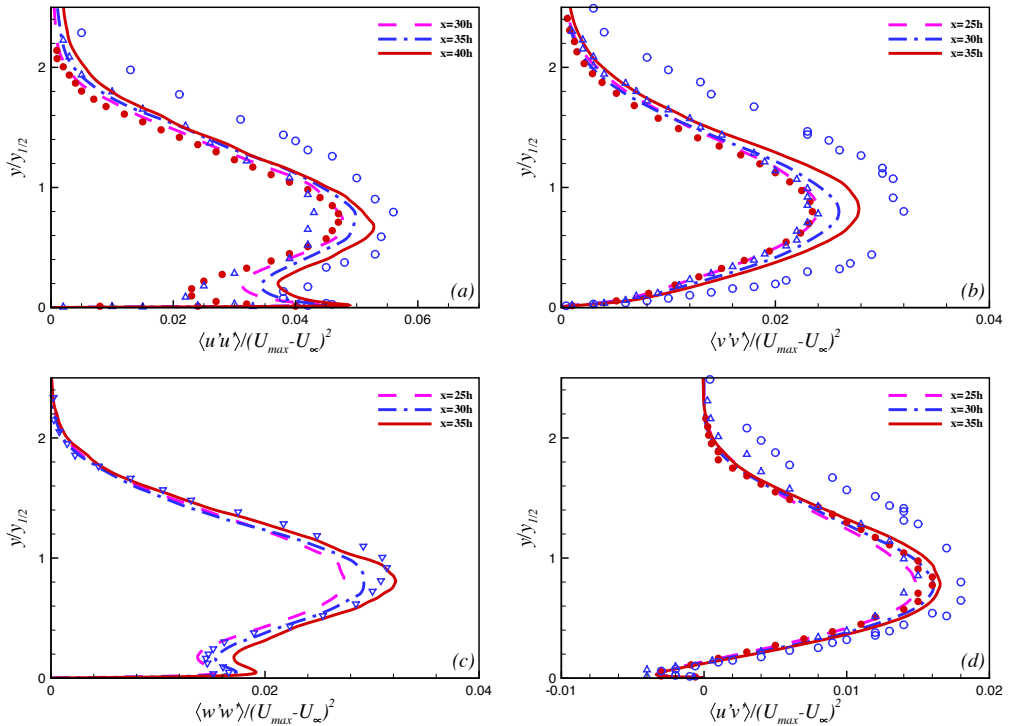 x=30h
x=35h
x=40h
2
1
0
y/y1/2
(a)
0 0.02 0.04 0.06
⟨u'u'⟩/(Umax-U∞)2
x=25h
x=30h
x=35h
2
1
0
y/y1/2
(b)
0 0.02 0.04
⟨v'v'⟩/(Umax-U∞)2
x=25h
x=30h
x=35h
2
1
0
y/y1/2
(c)
0 0.02 0.04
⟨w'w'⟩/(Umax-U∞)2
x=25h
x=30h
x=35h
2
1
0
y/y1/2
(d)
-0.01 0 0.01 0.02
⟨u'v'⟩/(Umax-U∞)2